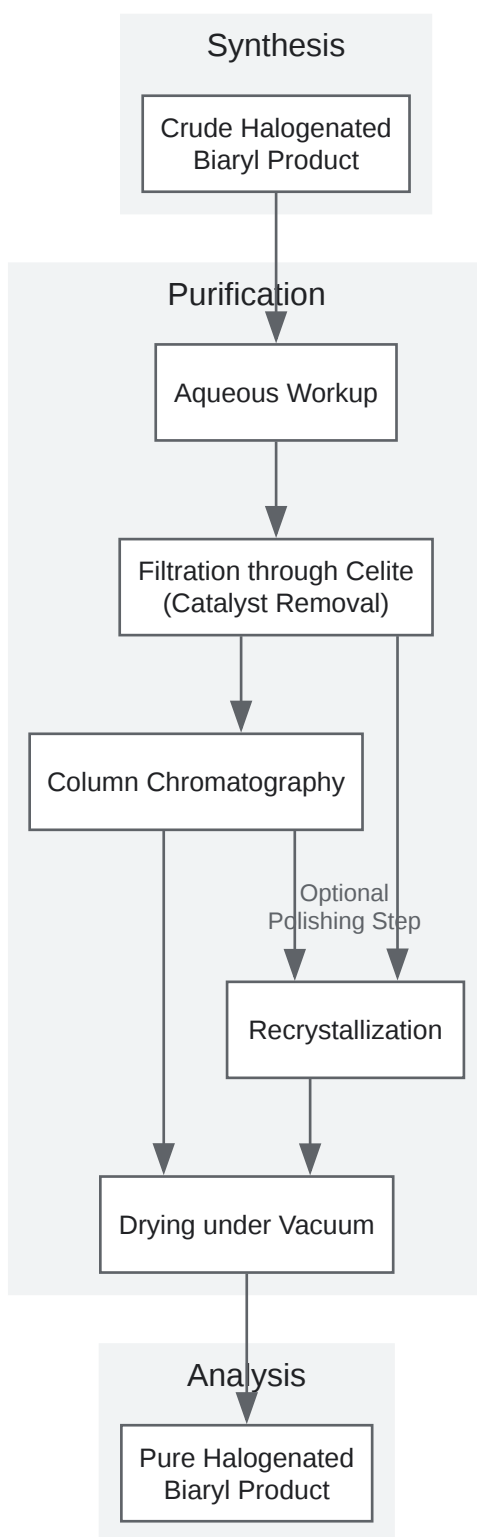 Synthesis
Crude Halogenated
Biaryl Product
Purification
Aqueous Workup
Filtration through Celite
(Catalyst Removal)
Column Chromatography
Optional
Polishing Step
Recrystallization
Drying under Vacuum
Analysis
Pure Halogenated
Biaryl Product